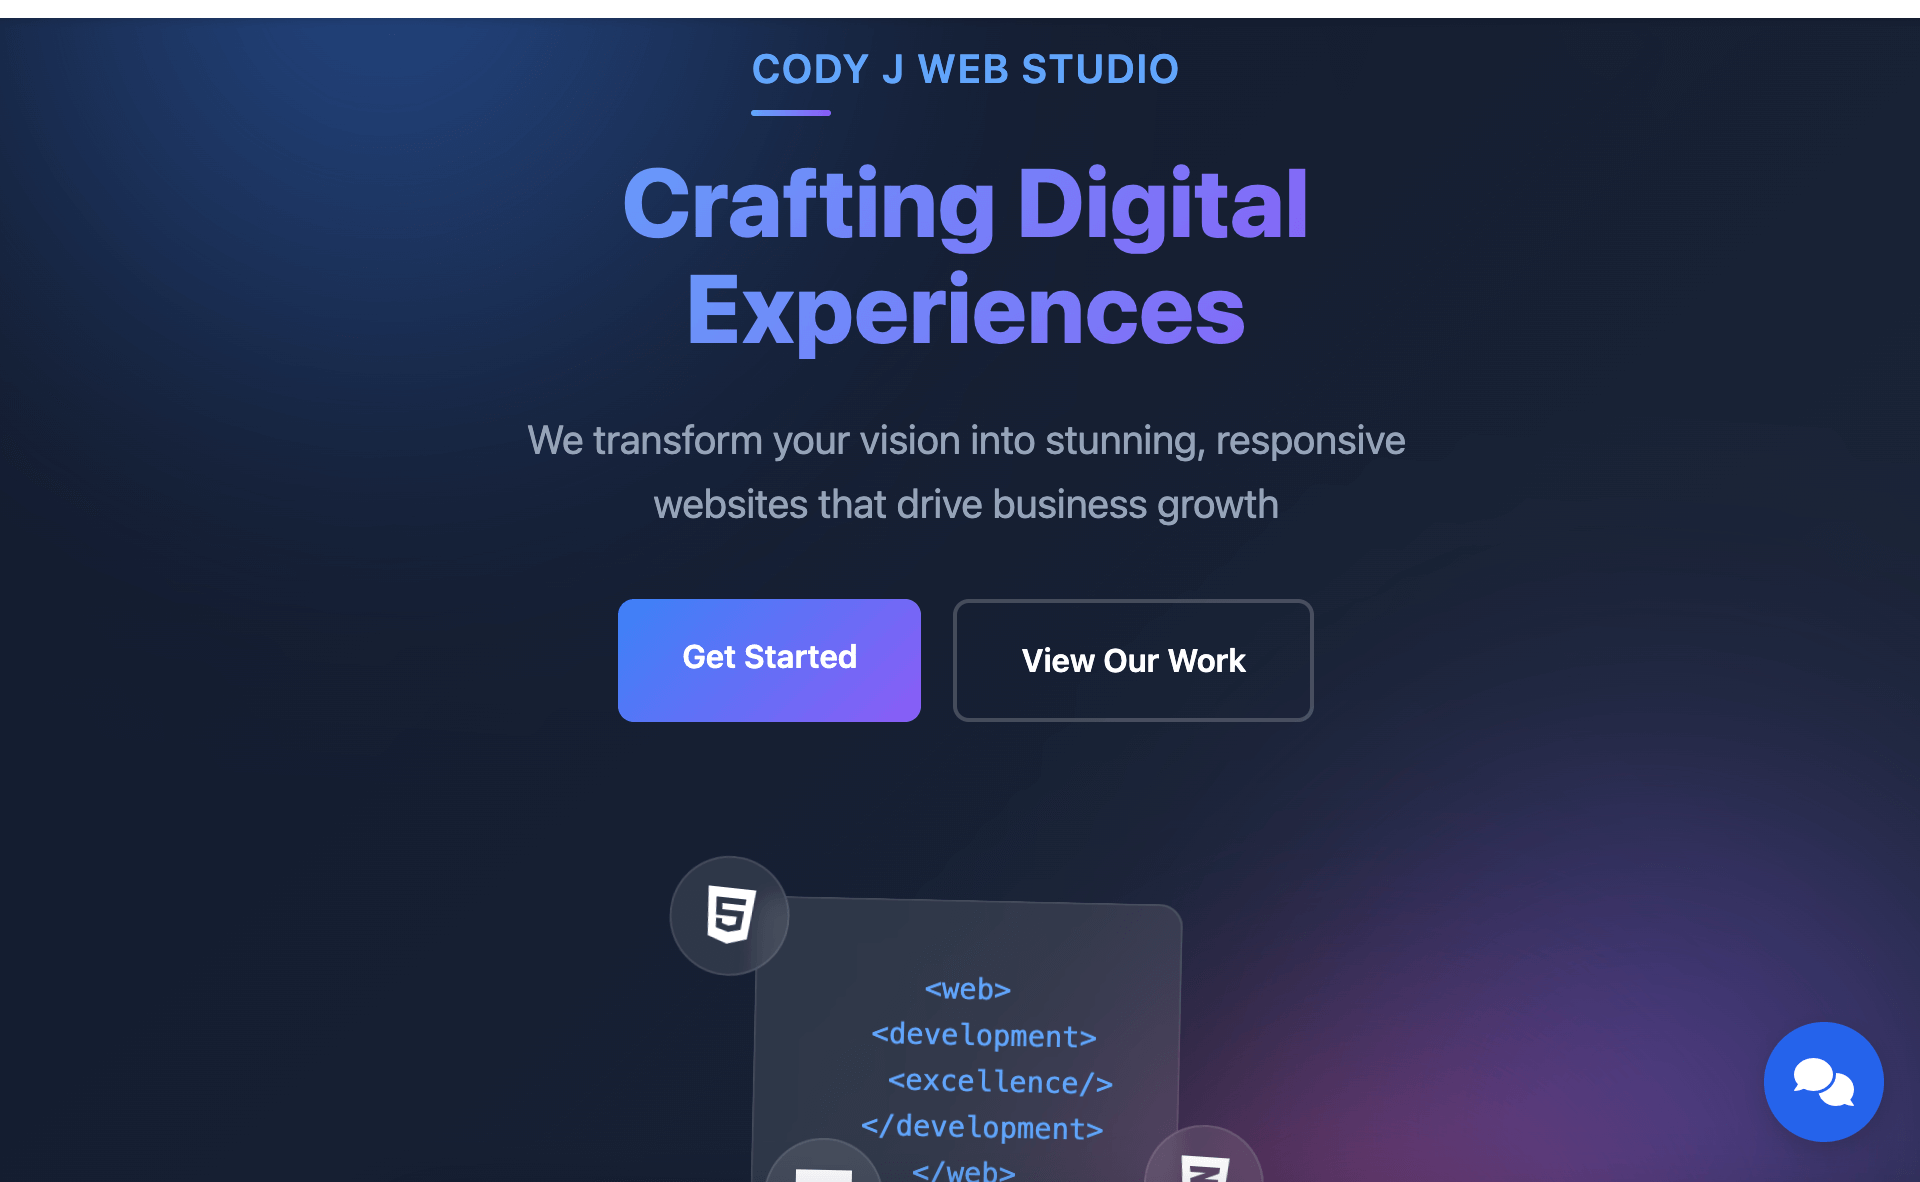 CODY J WEB STUDIO
Crafting Digital
Experiences
We transform your vision into stunning, responsive
websites that drive business growth
Get Started
View Our Work
5
<web>
<development>
<excellence/>
</development>
</web>